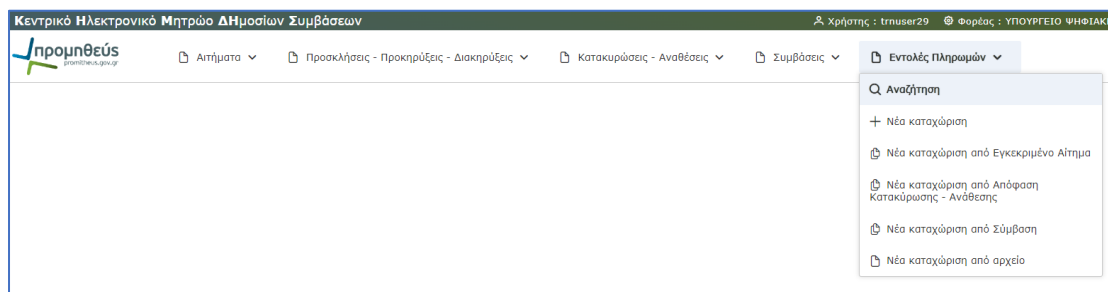 Κεντρικό Ηλεκτρονικό Μητρώο ΔΗμοσίων Συμβάσεων
Χρήστης : trnuser29 Φορέας : ΥΠΟΥΡΓΕΙΟ ΨΗΦΙΑΚ
προμηθεύς
promitheus.gov.gr
Αιτήματα
Προσκλήσεις - Προκηρύξεις - Διακηρύξεις
Κατακυρώσεις - Αναθέσεις
Συμβάσεις
Εντολές Πληρωμών
Αναζήτηση
Νέα καταχώριση
Νέα καταχώριση από Εγκεκριμένο Αίτημα
Νέα καταχώριση από Απόφαση
Κατακύρωσης - Ανάθεσης
Νέα καταχώριση από Σύμβαση
Νέα καταχώριση από αρχείο